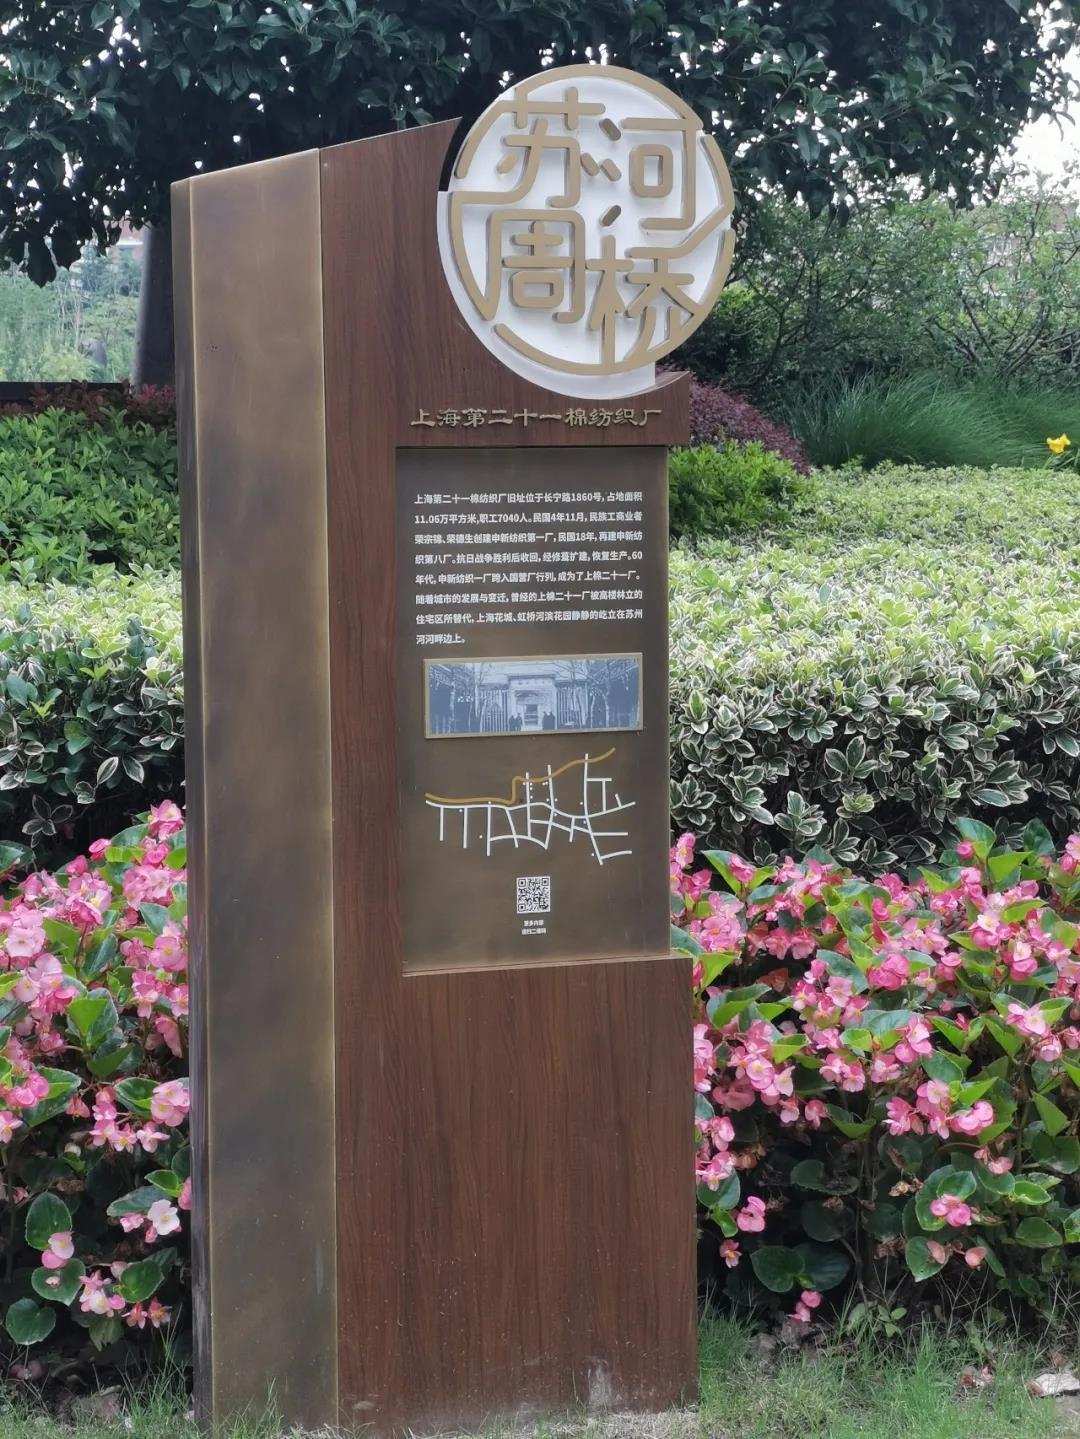 苏河
周桥
上海第二十一棉纺织厂
上海第二十一棉纺织厂旧址位于长宁路1860号，占地面积
11.06万平方米，职工7040人。民国4年11月，民族工商业者
荣宗锦、荣德生创建申新纺织第一厂，民国18年，再建申新纺
织第八厂。抗日战争胜利后收回，经修葺扩建，恢复生产。60
年代，申新纺织一厂跨入国营厂行列，成为了上棉二十一厂。
随着城市的发展与变迁，曾经的上棉二十一厂被高楼林立的
住宅区所替代，上海花城、虹桥河滨花园静静的屹立在苏州
河河畔边上。
更多内容
请扫二维码